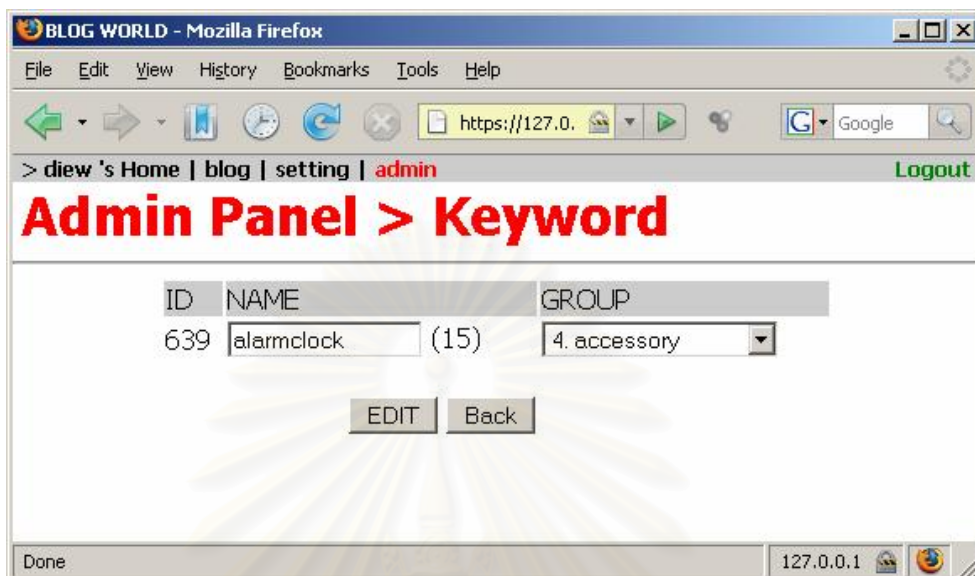 BLOG WORLD - Mozilla Firefox
File Edit View History Bookmarks Tools Help
https://127.0. Google
> diew 's Home | blog | setting | admin Logout
Admin Panel > Keyword
ID NAME GROUP
639 alarmclock (15) 4. accessory
EDIT Back
Done 127.0.0.1